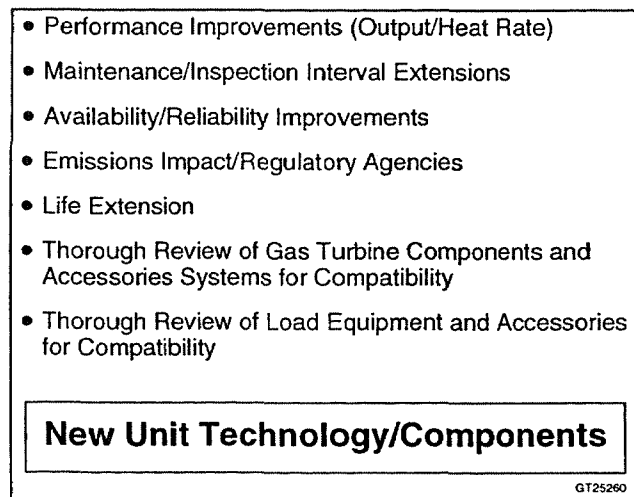 • Performance Improvements (Output/Heat Rate)
• Maintenance/Inspection Interval Extensions
• Availability/Reliability Improvements
• Emissions Impact/Regulatory Agencies
• Life Extension
• Thorough Review of Gas Turbine Components and
Accessories Systems for Compatibility
• Thorough Review of Load Equipment and Accessories
for Compatibility
New Unit Technology/Components
GT25260